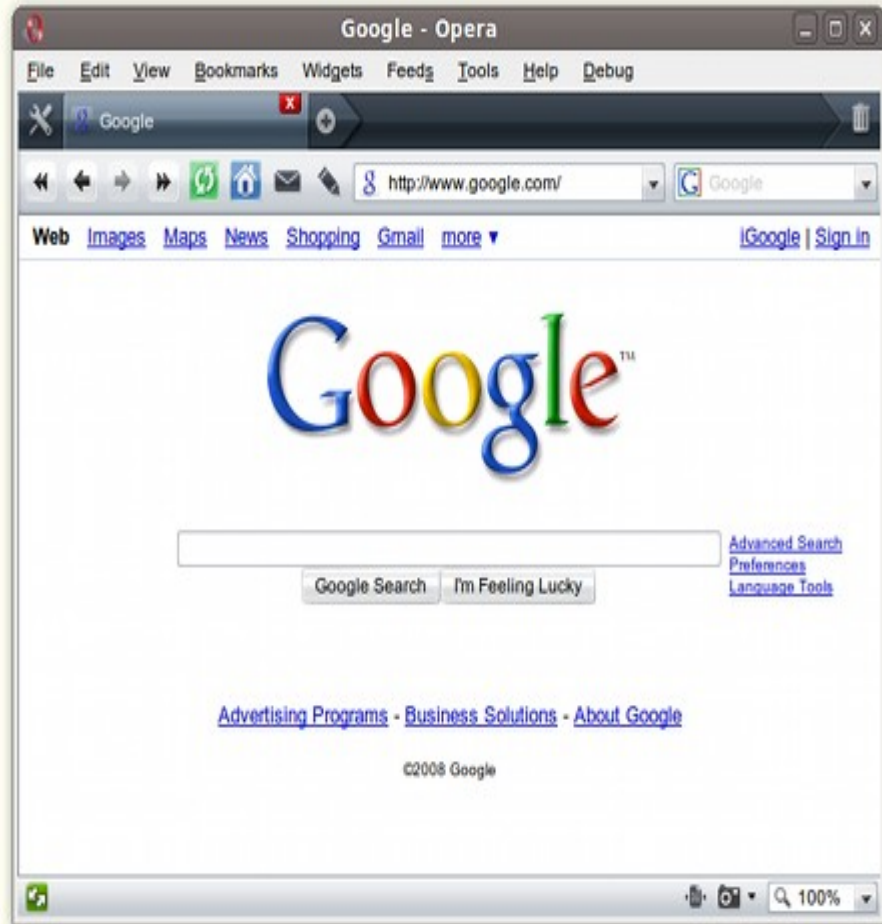 Google - Opera
File Edit View Bookmarks Widgets Feeds Tools Help Debug
Google
http://www.google.com/ Google
Web Images Maps News Shopping Gmail more ▼ iGoogle | Sign in
Google™
Advanced Search
Preferences
Language Tools
Google Search I'm Feeling Lucky
Advertising Programs - Business Solutions - About Google
©2008 Google
100%